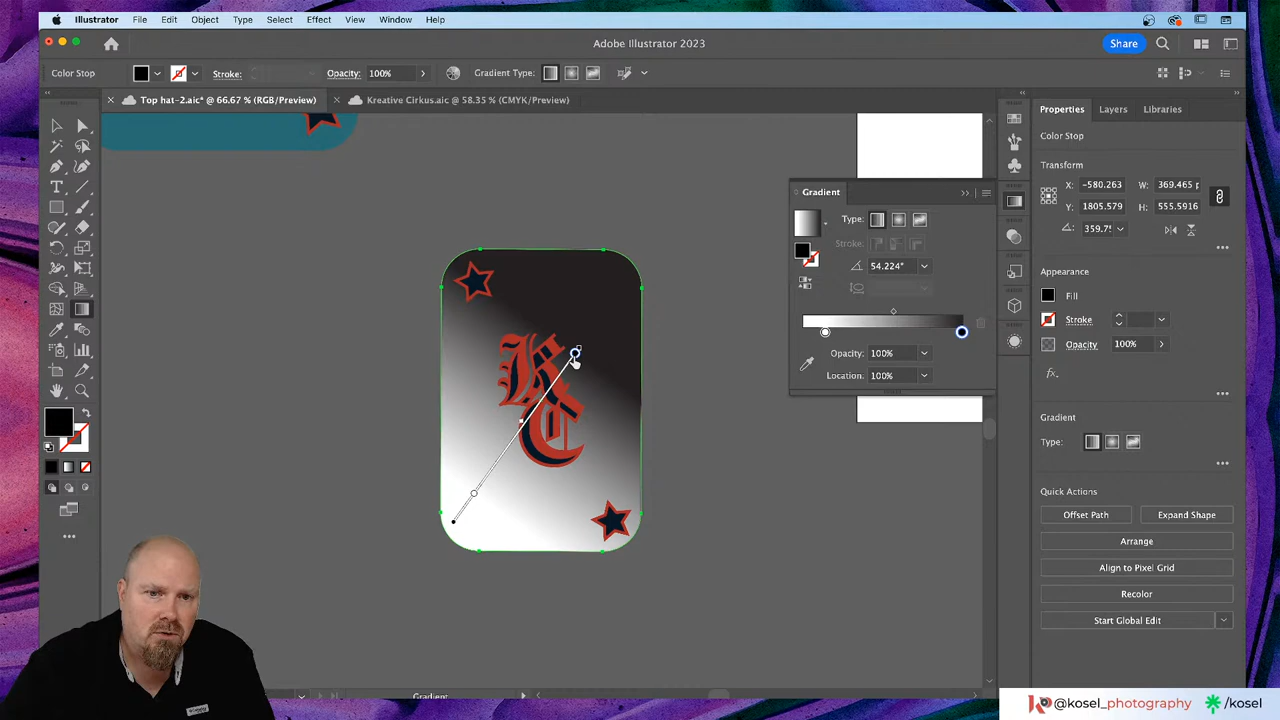 Illustrator File Edit Object Type Select Effect View Window Help
Adobe Illustrator 2023
Share
Color Stop
Stroke:
Opacity: 100%
Gradient Type:
Top hat-2.aic* @ 66.67 % (RGB/Preview)
Kreative Cirkus.aic @ 58.35 % (CMYK/Preview)
Properties Layers Libraries
Color Stop
Transform
X: -580.263 W: 369.465 p
Y: 1805.579 H: 555.5916
359.7
Gradient
Type:
Stroke:
54.224°
Opacity: 100%
Location: 100%
Appearance
Fill
Stroke
Opacity 100%
Gradient
Type:
Quick Actions
Offset Path Expand Shape
Arrange
Align to Pixel Grid
Recolor
Start Global Edit
K
C
Gradient
@kosel_photography /kosel